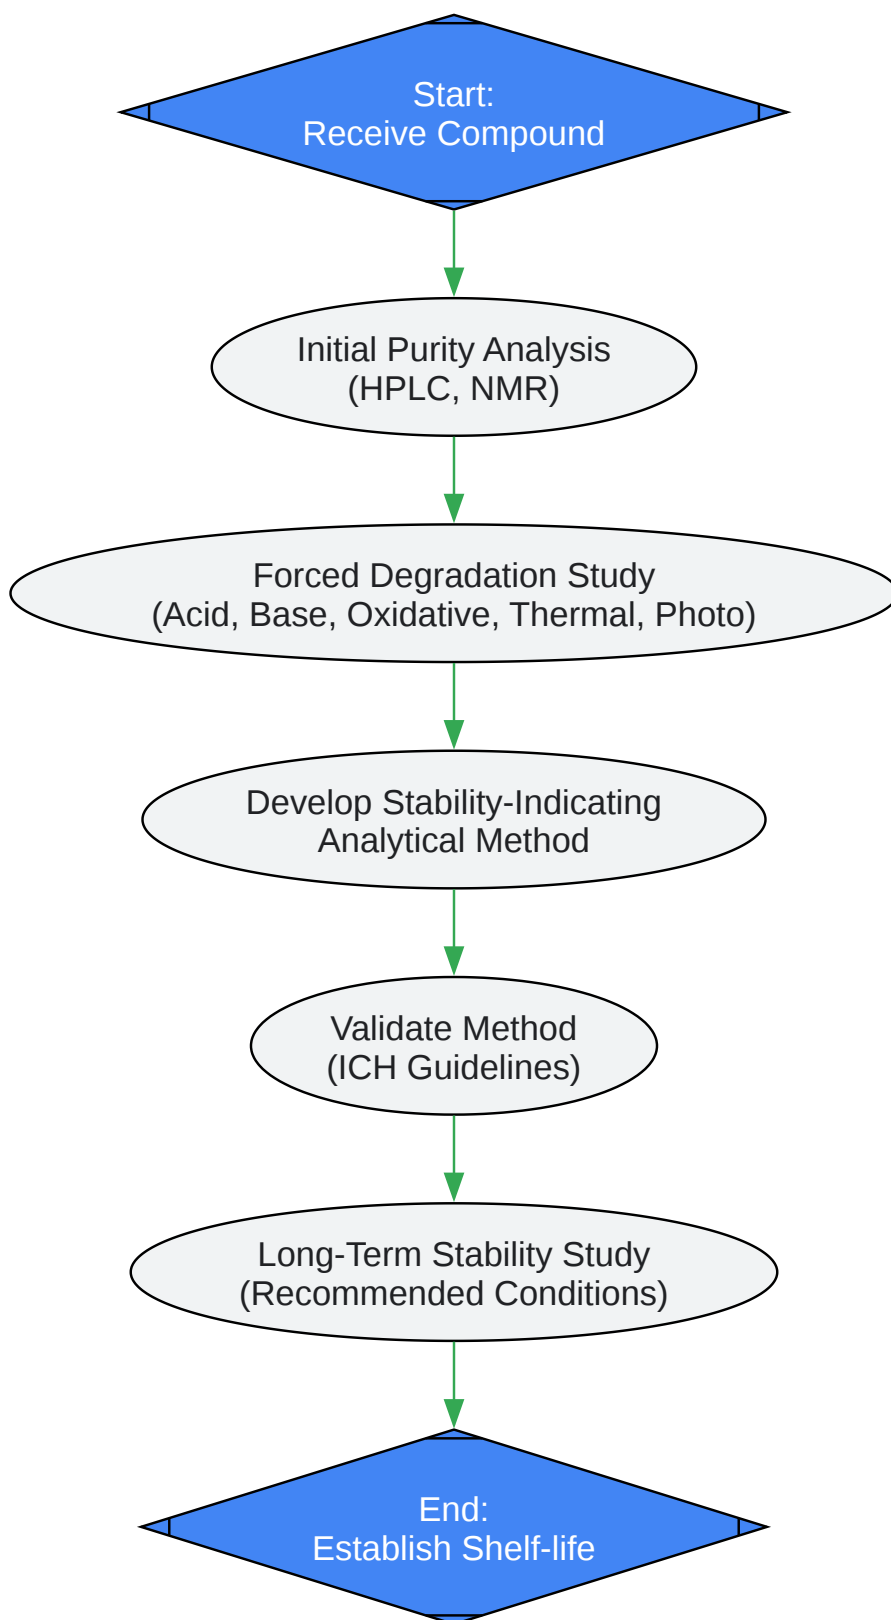 Start:
Receive Compound
Initial Purity Analysis
(HPLC, NMR)
Forced Degradation Study
(Acid, Base, Oxidative, Thermal, Photo)
Develop Stability-Indicating
Analytical Method
Validate Method
(ICH Guidelines)
Long-Term Stability Study
(Recommended Conditions)
End:
Establish Shelf-life